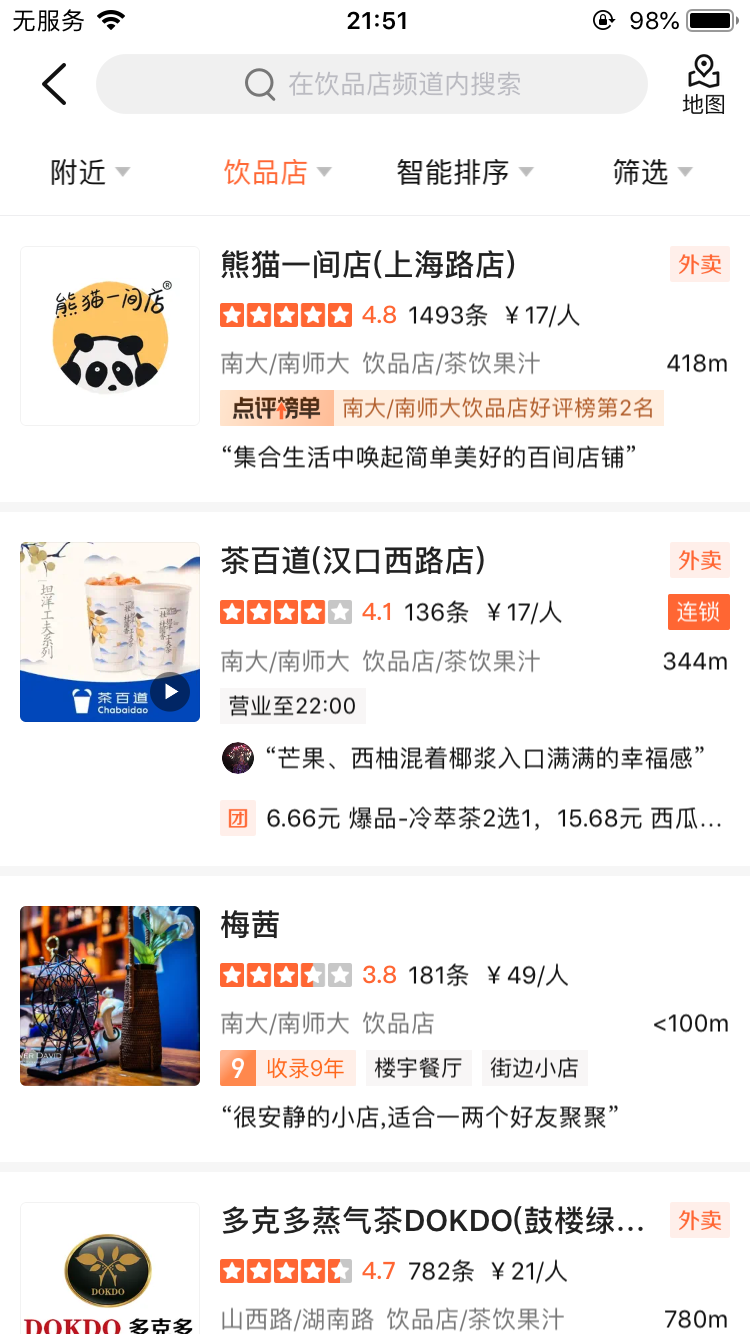 无服务 21:51 98%
在饮品店频道内搜索
地图
附近 饮品店 智能排序 筛选
熊猫一间店®
熊猫一间店(上海路店) 外卖
4.8 1493条 ￥17/人
南大/南师大 饮品店/茶饮果汁 418m
点评榜单 南大/南师大饮品店好评榜第2名
“集合生活中唤起简单美好的百间店铺”
坦洋工夫系列
茶百道
Chabaidao
茶百道(汉口西路店) 外卖
4.1 136条 ￥17/人 连锁
南大/南师大 饮品店/茶饮果汁 344m
营业至22:00
“芒果、西柚混着椰浆入口满满的幸福感”
团 6.66元 爆品-冷萃茶2选1，15.68元 西瓜...
梅茜
3.8 181条 ￥49/人
南大/南师大 饮品店 <100m
9 收录9年 楼宇餐厅 街边小店
“很安静的小店,适合一两个好友聚聚”
DOKDO
DOKDO 多克多
多克多蒸气茶DOKDO(鼓楼绿... 外卖
4.7 782条 ￥21/人
山西路/湖南路 饮品店/茶饮果汁 780m